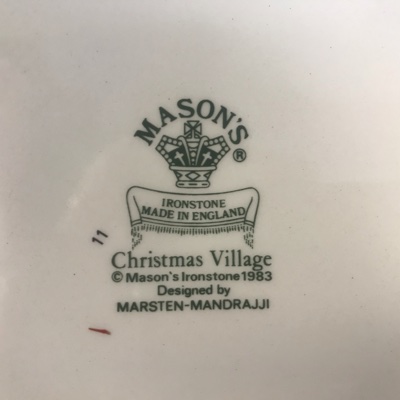 MASON'S ®
IRONSTONE
MADE IN ENGLAND
11
Christmas Village
© Mason's Ironstone 1983
Designed by
MARSTEN-MANDRAJJI